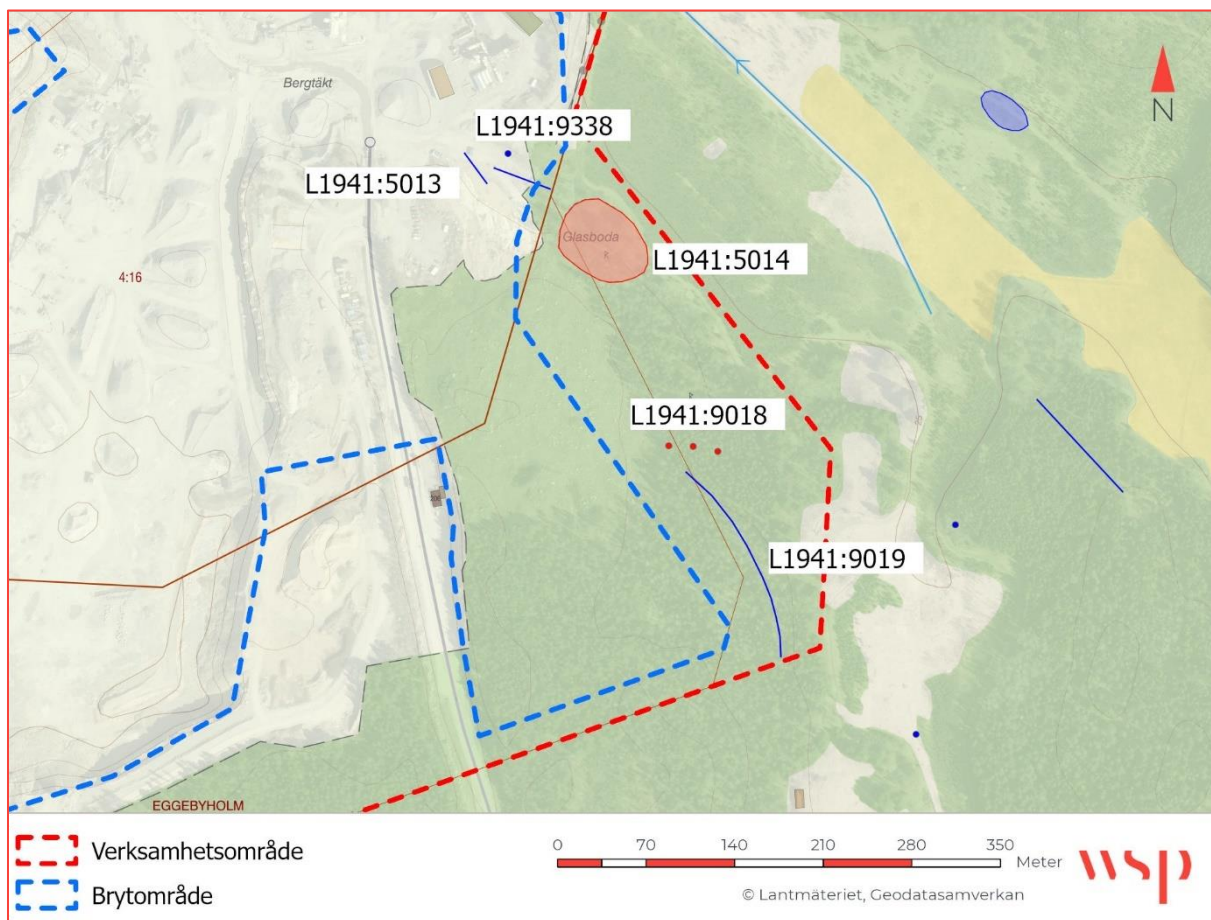 Bergtäkt
N
L1941:9338
L1941:5013
Glasboda
L1941:5014
4:16
L1941:9018
L1941:9019
EGGEBYHOLM
Verksamhetsområde
Brytområde
0 70 140 210 280 350 Meter
© Lantmäteriet, Geodatasamverkan
wsp